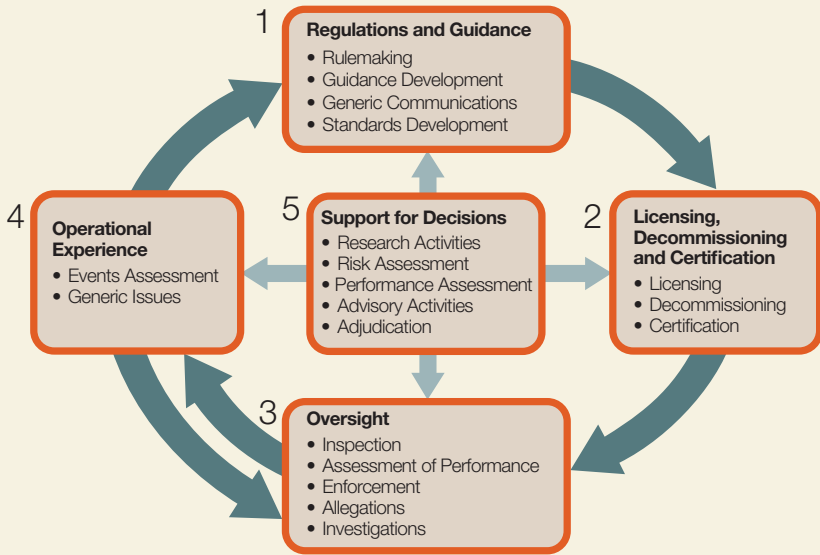 1
Regulations and Guidance
• Rulemaking
• Guidance Development
• Generic Communications
• Standards Development
2
Licensing,
Decommissioning
and Certification
• Licensing
• Decommissioning
• Certification
3
Oversight
• Inspection
• Assessment of Performance
• Enforcement
• Allegations
• Investigations
4
Operational
Experience
• Events Assessment
• Generic Issues
5
Support for Decisions
• Research Activities
• Risk Assessment
• Performance Assessment
• Advisory Activities
• Adjudication